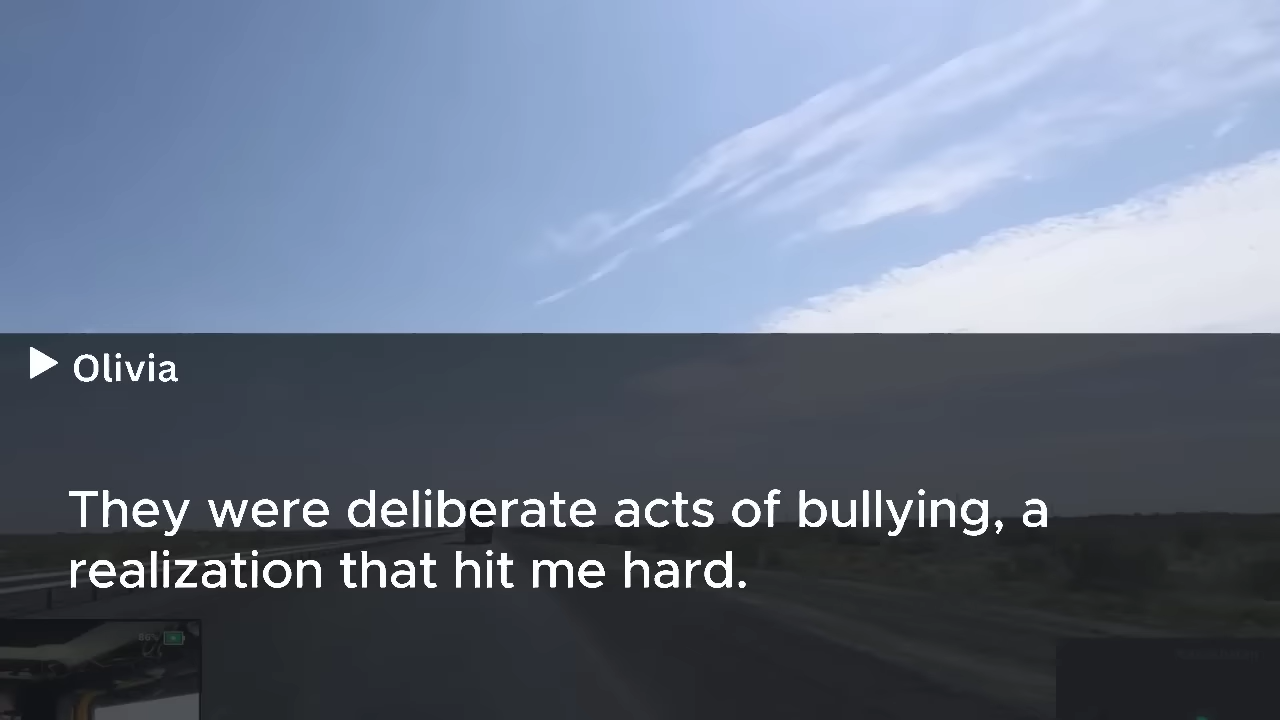 Olivia
They were deliberate acts of bullying, a
realization that hit me hard.